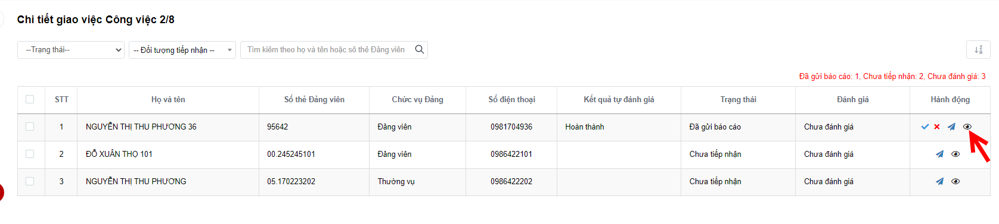 Chi tiết giao việc Công việc 2/8
--Trạng thái-- -- Đối tượng tiếp nhận -- Tìm kiếm theo họ và tên hoặc số thẻ Đảng viên
Đã gửi báo cáo: 1, Chưa tiếp nhận: 2, Chưa đánh giá: 3
STT Họ và tên Số thẻ Đảng viên Chức vụ Đảng Số điện thoại Kết quả tự đánh giá Trạng thái Đánh giá Hành động
1 NGUYỄN THỊ THU PHƯƠNG 36 95642 Đảng viên 0981704936 Hoàn thành Đã gửi báo cáo Chưa đánh giá
2 ĐỖ XUÂN THỌ 101 00.245245101 Đảng viên 0986422101 Chưa tiếp nhận Chưa đánh giá
3 NGUYỄN THỊ THU PHƯƠNG 05.170223202 Thường vụ 0986422202 Chưa tiếp nhận Chưa đánh giá